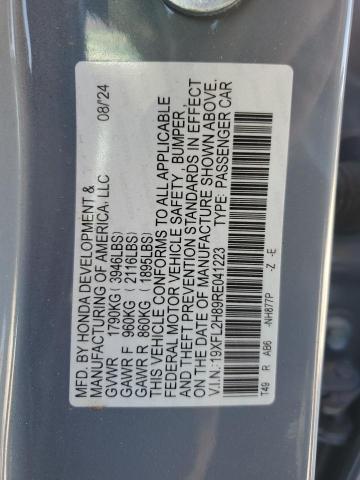 MFD. BY HONDA DEVELOPMENT & 08/24
MANUFACTURING OF AMERICA, LLC
GVWR 1790KG (3946LBS)
GAWR F 960KG (2116LBS)
GAWR R 860KG (1895LBS)
THIS VEHICLE CONFORMS TO ALL APPLICABLE
FEDERAL MOTOR VEHICLE SAFETY, BUMPER,
AND THEFT PREVENTION STANDARDS IN EFFECT
ON THE DATE OF MANUFACTURE SHOWN ABOVE.
V.I.N.:19XFL2H89RE041223 TYPE: PASSENGER CAR
T49 R AB6 -NH877P -Z -E